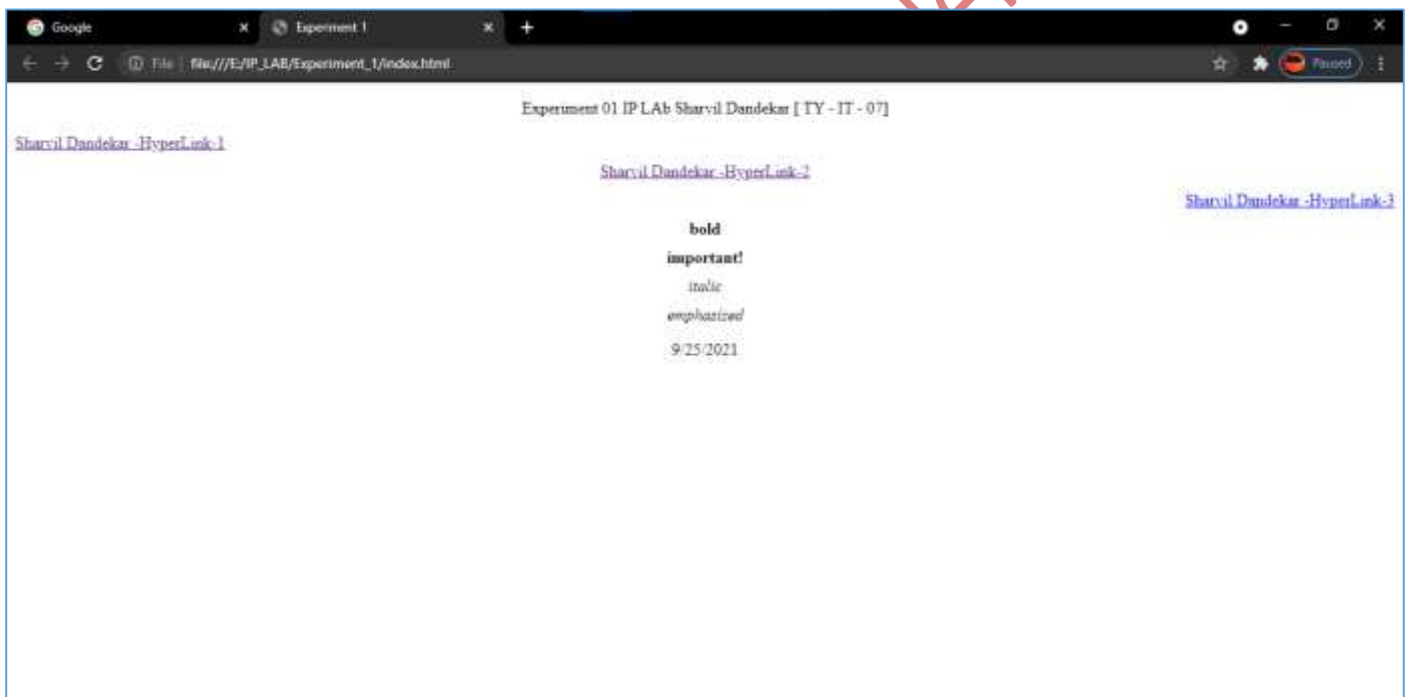 Google
Experiment 1
File file:///E:/IP_LAB/Experiment_1/index.html
Paused
Experiment 01 IP LAb Sharvil Dandekar [ TY - IT - 07]
Sharvil Dandekar -HyperLink-1
Sharvil Dandekar -HyperLink-2
Sharvil Dandekar -HyperLink-3
bold
important!
italic
emphasized
9/25/2021